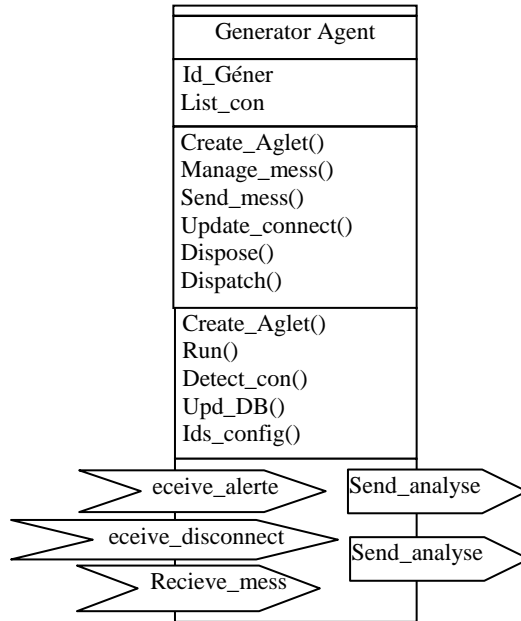 Generator Agent
Id_Géner
List_con
Create_Aglet()
Manage_mess()
Send_mess()
Update_connect()
Dispose()
Dispatch()
Create_Aglet()
Run()
Detect_con()
Upd_DB()
Ids_config()
eceive_alerte
Send_analyse
eceive_disconnect
Send_analyse
Recieve_mess